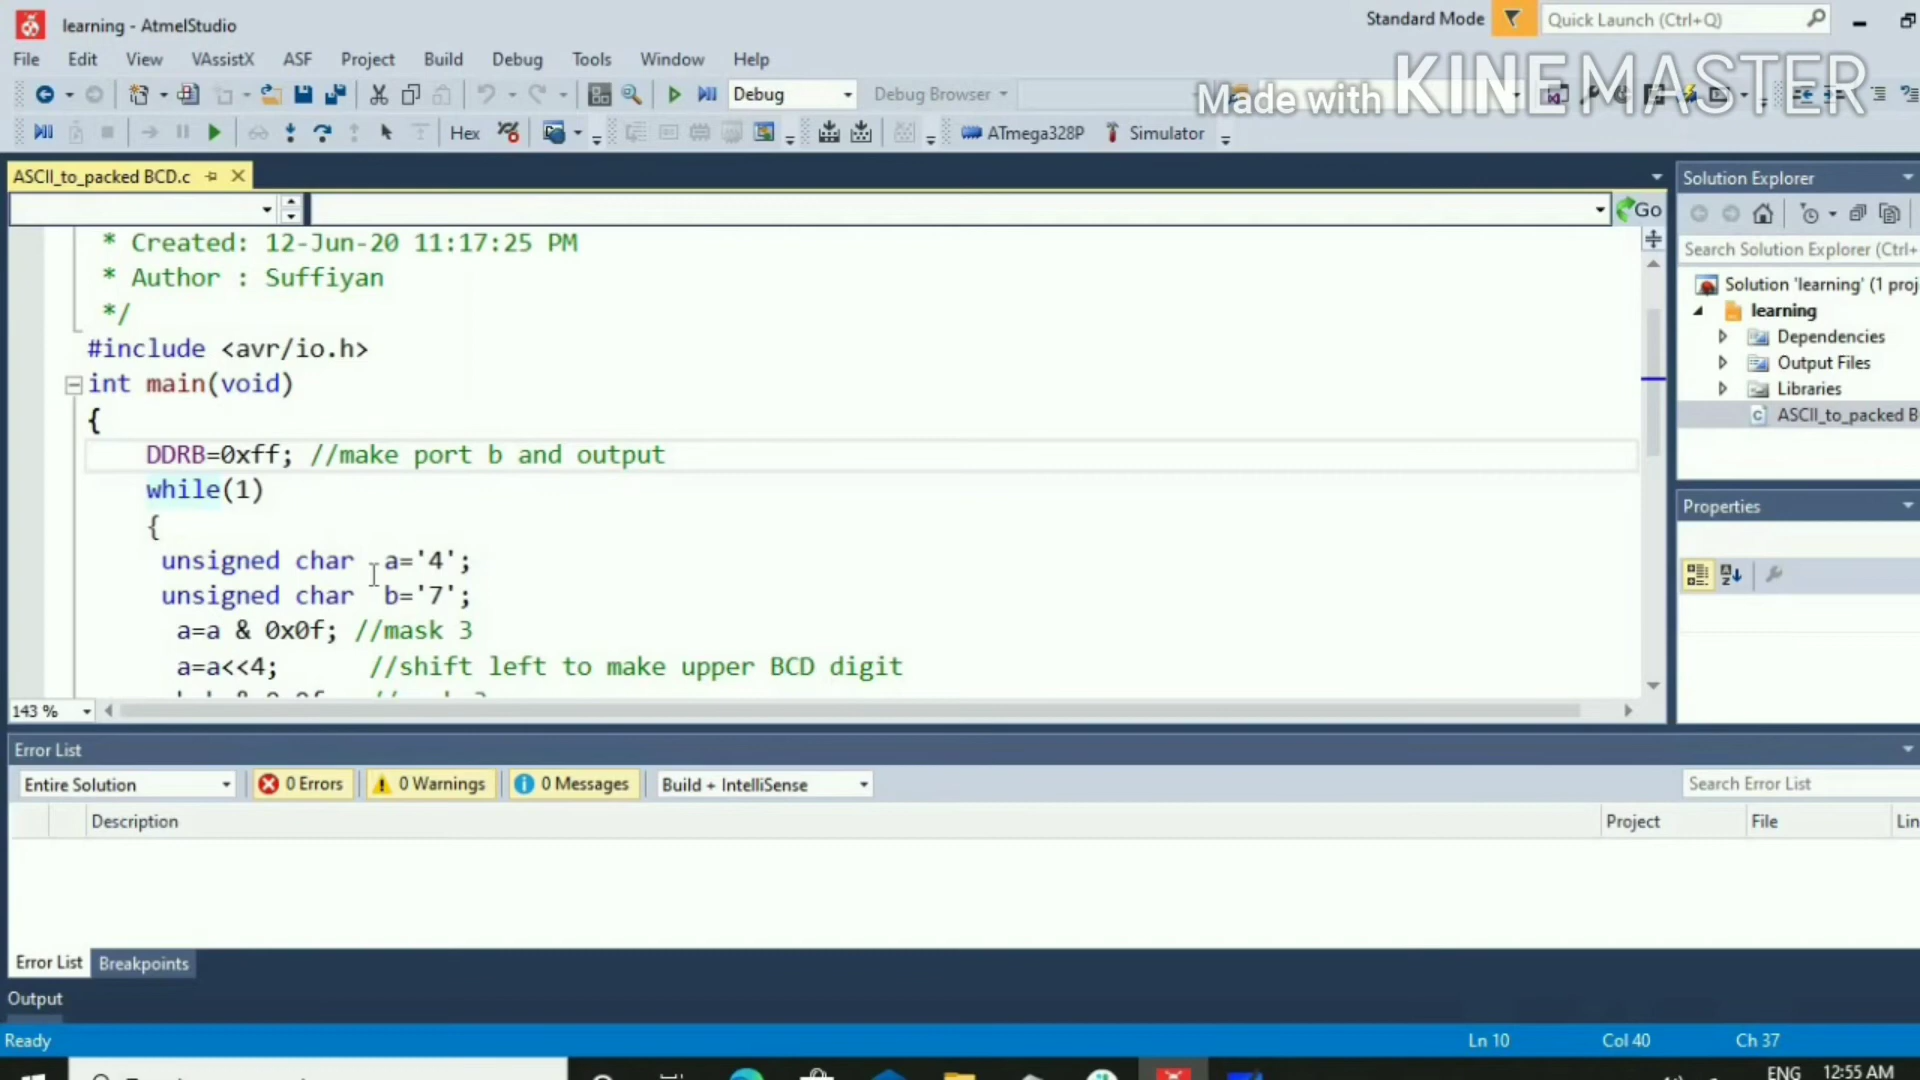 learning - AtmelStudio
Standard Mode
Quick Launch (Ctrl+Q)
File Edit View VAssistX ASF Project Build Debug Tools Window Help
Debug
Debug Browser
Made with KINEMASTER
Hex
ATmega328P
Simulator
ASCII_to_packed BCD.c
Go
* Created: 12-Jun-20 11:17:25 PM
* Author : Suffiyan
*/
#include <avr/io.h>
int main(void)
{
DDRB=0xff; //make port b and output
while(1)
{
unsigned char a='4';
unsigned char b='7';
a=a & 0x0f; //mask 3
a=a<<4; //shift left to make upper BCD digit
143 %
Solution Explorer
Search Solution Explorer (Ctrl+
Solution 'learning' (1 proj
learning
Dependencies
Output Files
Libraries
ASCII_to_packed B
Properties
Error List
Entire Solution
0 Errors
0 Warnings
0 Messages
Build + IntelliSense
Search Error List
Description Project File Lin
Error List Breakpoints
Output
Ready Ln 10 Col 40 Ch 37
ENG 12:55 AM